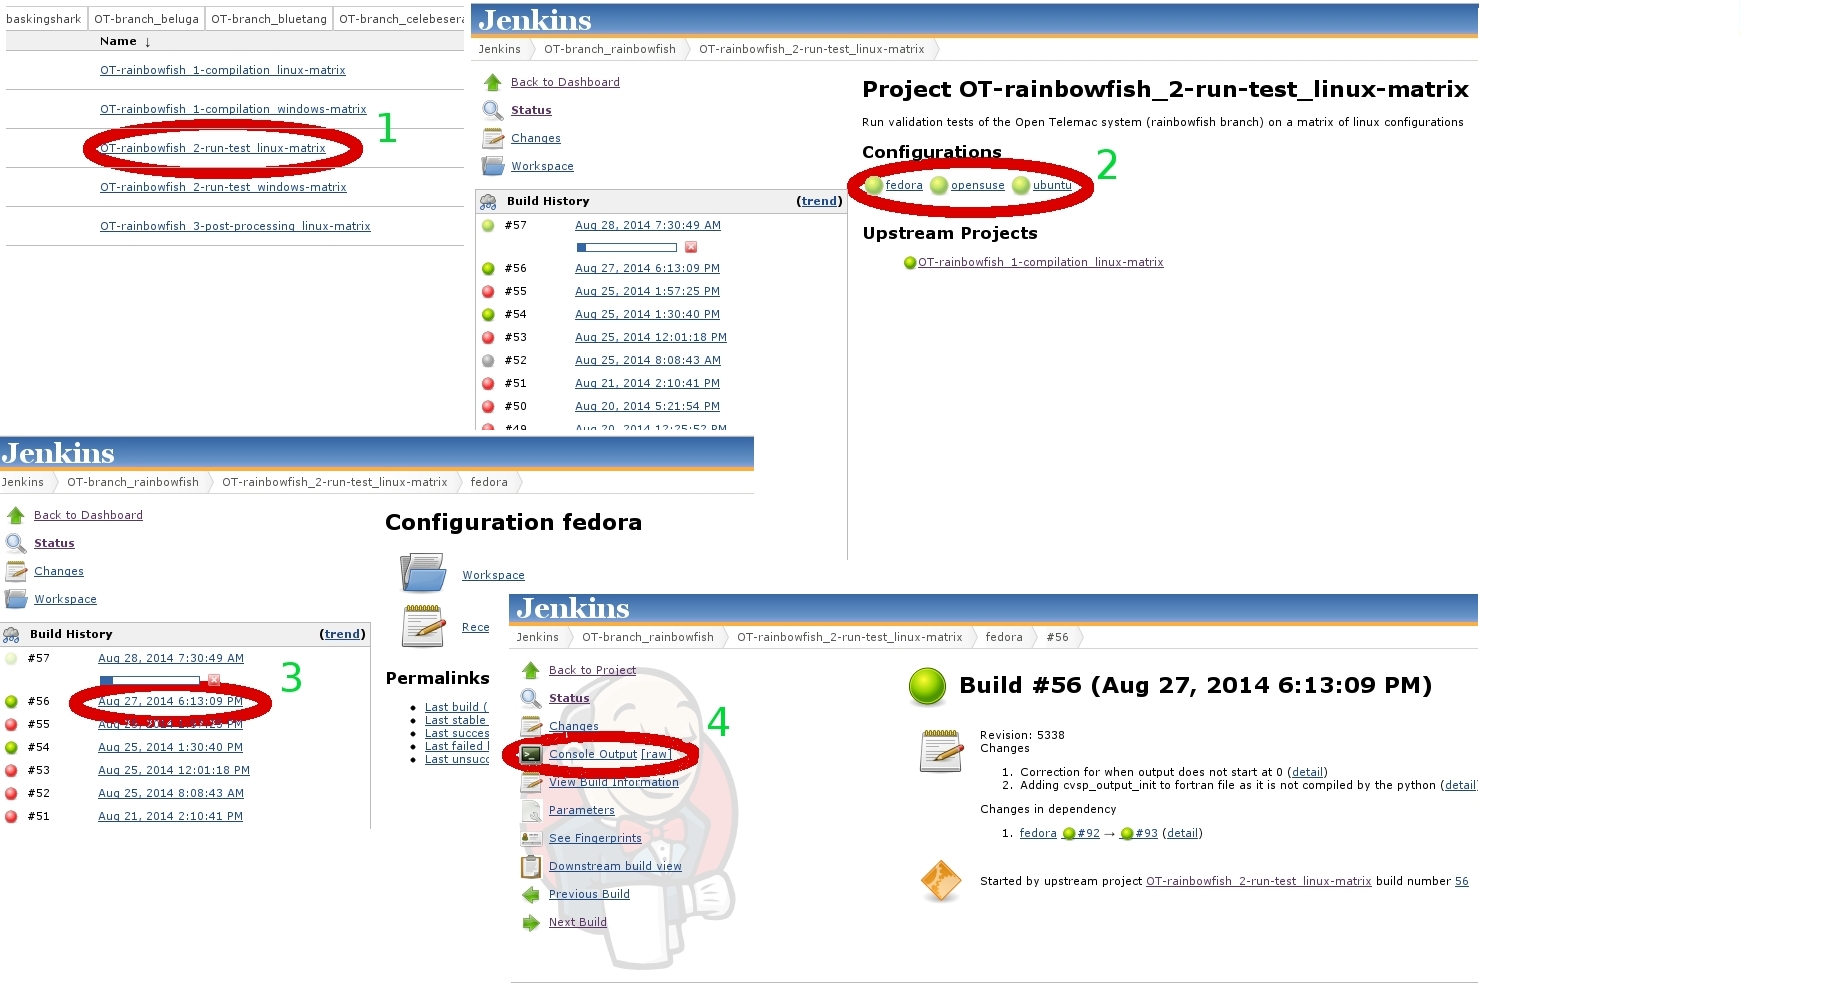 baskingshark OT-branch_beluga OT-branch_bluetang OT-branch_celebesera
Name ↓
OT-rainbowfish_1-compilation_linux-matrix
OT-rainbowfish_1-compilation_windows-matrix
1
OT-rainbowfish_2-run-test_linux-matrix
OT-rainbowfish_2-run-test_windows-matrix
OT-rainbowfish_3-post-processing_linux-matrix
Jenkins
Jenkins OT-branch_rainbowfish OT-rainbowfish_2-run-test_linux-matrix
Back to Dashboard
Status
Changes
Workspace
Build History (trend)
#57 Aug 28, 2014 7:30:49 AM
#56 Aug 27, 2014 6:13:09 PM
#55 Aug 25, 2014 1:57:25 PM
#54 Aug 25, 2014 1:30:40 PM
#53 Aug 25, 2014 12:01:18 PM
#52 Aug 25, 2014 8:08:43 AM
#51 Aug 21, 2014 2:10:41 PM
#50 Aug 20, 2014 5:21:54 PM
#49 Aug 20, 2014 12:25:52 PM
Project OT-rainbowfish_2-run-test_linux-matrix
Run validation tests of the Open Telemac system (rainbowfish branch) on a matrix of linux configurations
Configurations
2
fedora opensuse ubuntu
Upstream Projects
OT-rainbowfish_1-compilation_linux-matrix
Jenkins
Jenkins OT-branch_rainbowfish OT-rainbowfish_2-run-test_linux-matrix fedora
Back to Dashboard
Status
Changes
Workspace
Build History (trend)
#57 Aug 28, 2014 7:30:49 AM
3
#56 Aug 27, 2014 6:13:09 PM
#55
#54 Aug 25, 2014 1:30:40 PM
#53 Aug 25, 2014 12:01:18 PM
#52 Aug 25, 2014 8:08:43 AM
#51 Aug 21, 2014 2:10:41 PM
Configuration fedora
Workspace
Rece
Permalinks
Last build (
Last stable
Last succes
Last failed
Last unsucc
Jenkins
Jenkins OT-branch_rainbowfish OT-rainbowfish_2-run-test_linux-matrix fedora #56
Back to Project
Status
Changes
4
Console Output [raw]
View Build Information
Parameters
See Fingerprints
Downstream build view
Previous Build
Next Build
Build #56 (Aug 27, 2014 6:13:09 PM)
Revision: 5338
Changes
1. Correction for when output does not start at 0 (detail)
2. Adding cvsp_output_init to fortran file as it is not compiled by the python (detail
Changes in dependency
1. fedora #92 → #93 (detail)
Started by upstream project OT-rainbowfish_2-run-test_linux-matrix build number 56